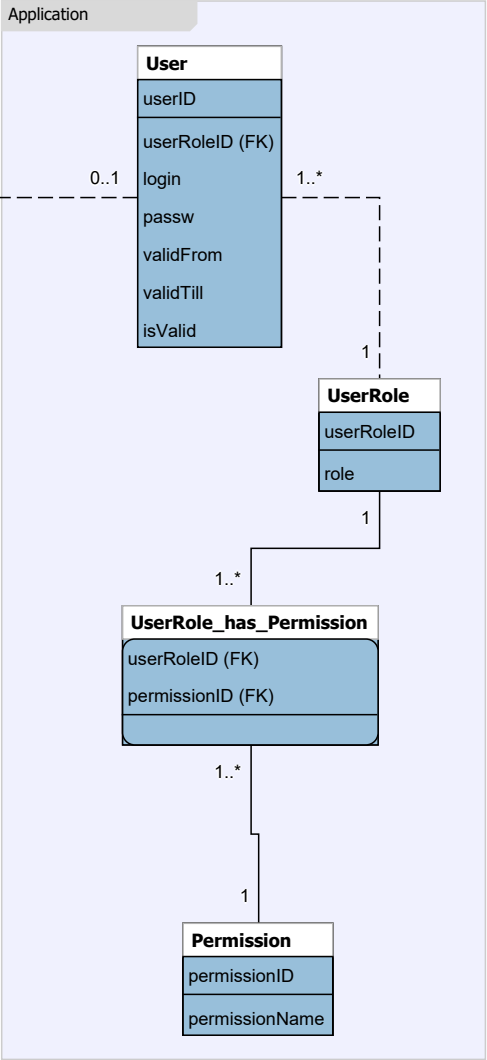 Application
User
userID
userRoleID (FK)
0..1
login
1..*
passw
validFrom
validTill
isValid
1
UserRole
userRoleID
role
1
1..*
UserRole_has_Permission
userRoleID (FK)
permissionID (FK)
1..*
1
Permission
permissionID
permissionName